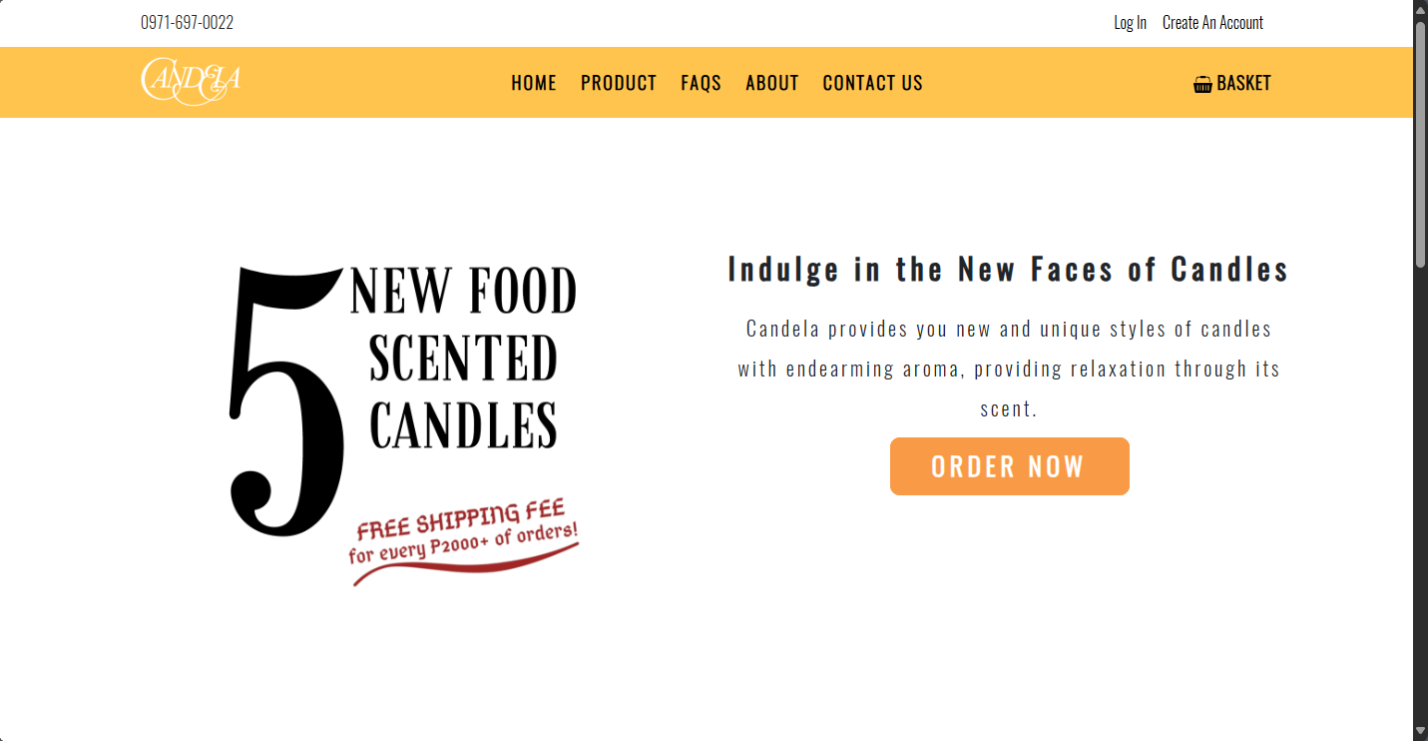 0971-697-0022
Log In Create An Account
CANDELA
HOME PRODUCT FAQS ABOUT CONTACT US
BASKET
5 NEW FOOD
SCENTED
CANDLES
FREE SHIPPING FEE
for every P2000+ of orders!
Indulge in the New Faces of Candles
Candela provides you new and unique styles of candles
with endearming aroma, providing relaxation through its
scent.
ORDER NOW